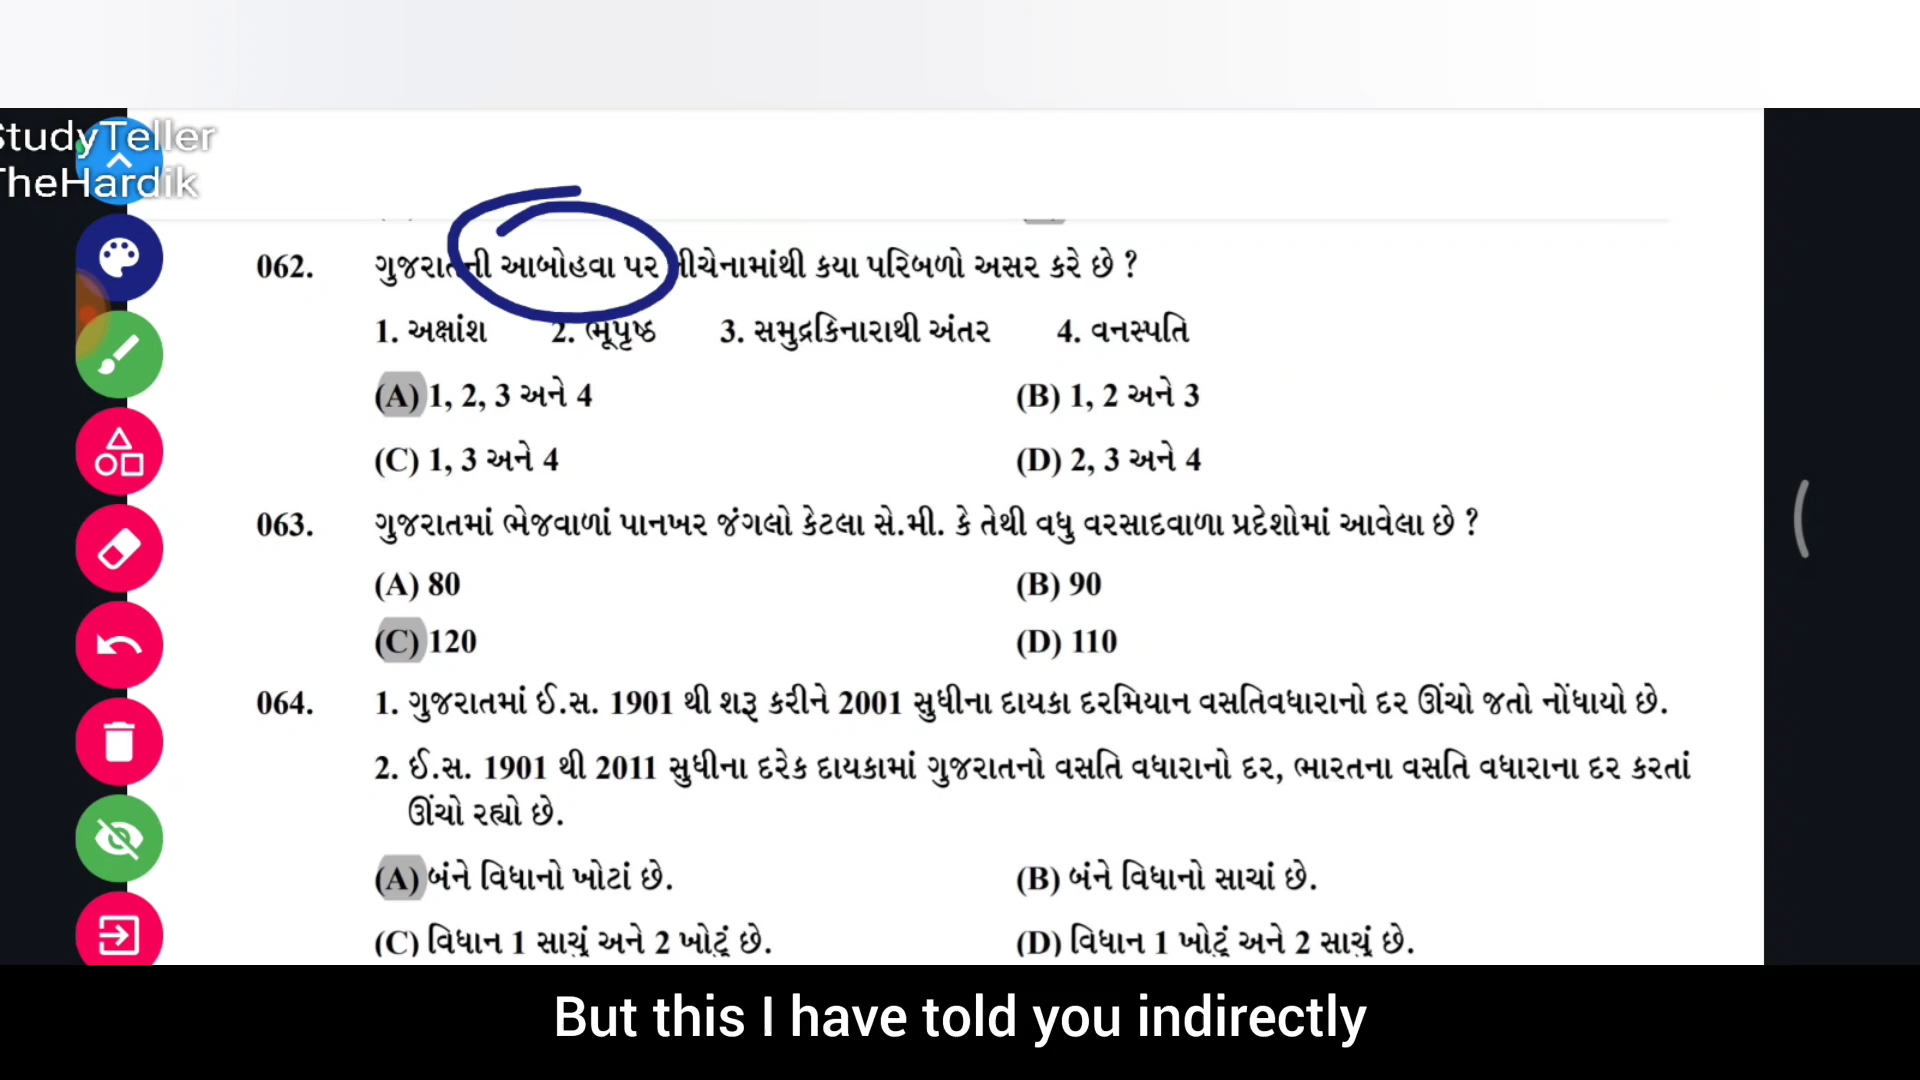 StudyTeller
TheHardik
062. ગુજરાતની આબોહવા પર નીચેનામાંથી કયા પરિબળો અસર કરે છે ?
1. અક્ષાંશ 2. ભૂપૃષ્ઠ 3. સમુદ્રકિનારાથી અંતર 4. વનસ્પતિ
(A) 1, 2, 3 અને 4 (B) 1, 2 અને 3
(C) 1, 3 અને 4 (D) 2, 3 અને 4
063. ગુજરાતમાં ભેજવાળાં પાનખર જંગલો કેટલા સે.મી. કે તેથી વધુ વરસાદવાળા પ્રદેશોમાં આવેલા છે ?
(A) 80 (B) 90
(C) 120 (D) 110
064. 1. ગુજરાતમાં ઈ.સ. 1901 થી શરૂ કરીને 2001 સુધીના દાયકા દરમિયાન વસતિવધારાનો દર ઊંચો જતો નોંધાયો છે.
2. ઈ.સ. 1901 થી 2011 સુધીના દરેક દાયકામાં ગુજરાતનો વસતિ વધારાનો દર, ભારતના વસતિ વધારાના દર કરતાં
ઊંચો રહ્યો છે.
(A) બંને વિધાનો ખોટાં છે. (B) બંને વિધાનો સાચાં છે.
(C) વિધાન 1 સાચું અને 2 ખોટું છે. (D) વિધાન 1 ખોટું અને 2 સાચું છે.
But this I have told you indirectly